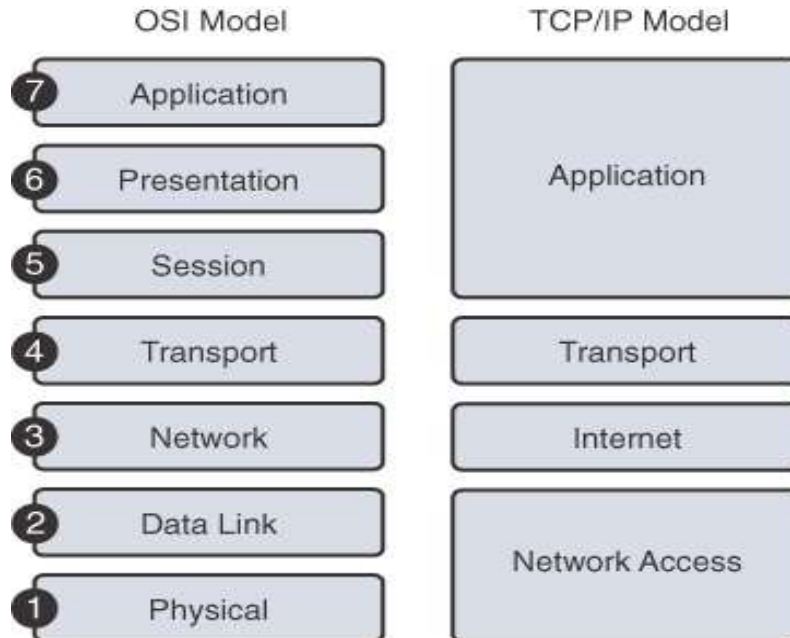 OSI Model
TCP/IP Model
7 Application
6 Presentation
5 Session
4 Transport
3 Network
2 Data Link
1 Physical
Application
Transport
Internet
Network Access